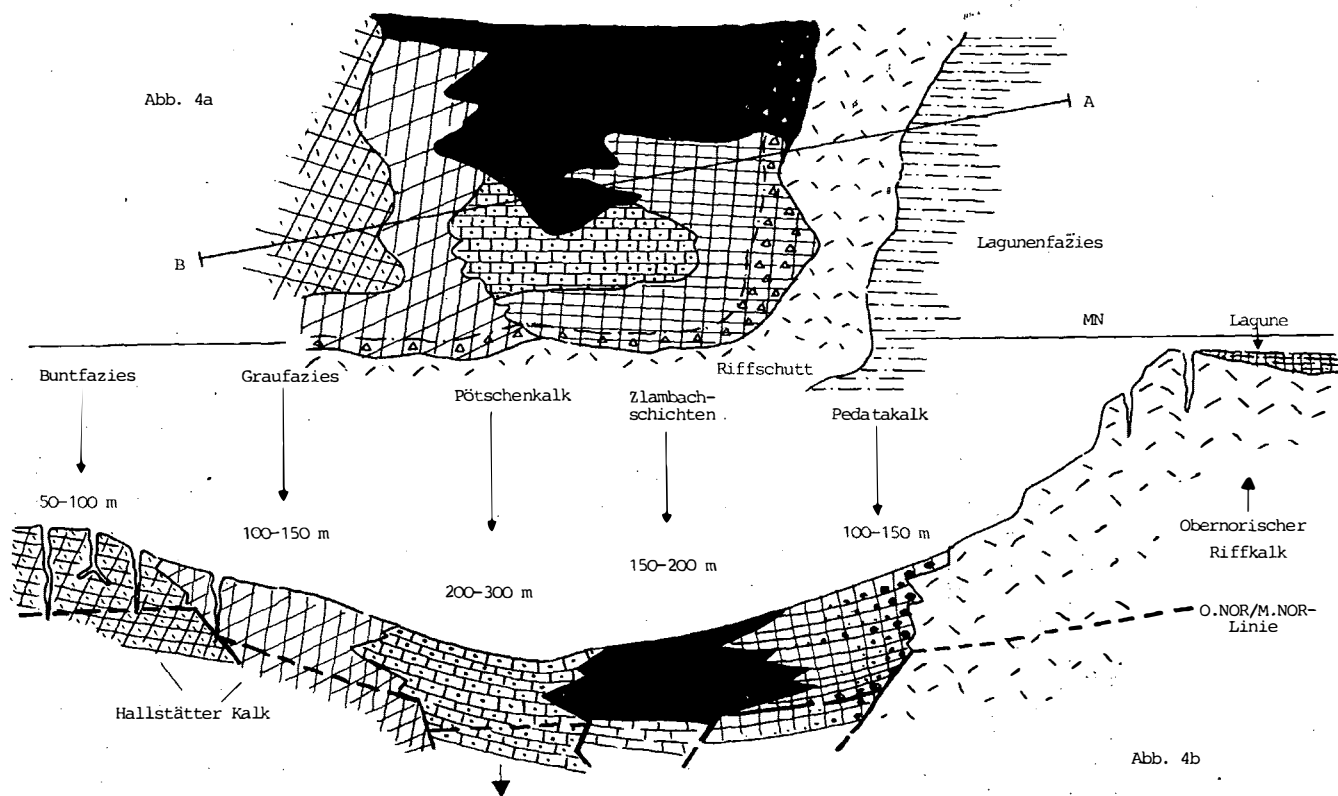 Abb. 4a
A
B
Lagunenfazies
MN
Lagune
Buntfazies
Graufazies
Pötschenkalk
Riffschutt
Zlambach-
schichten
Pedatakalk
50-100 m
100-150 m
200-300 m
150-200 m
100-150 m
Obernorischer
Riffkalk
O.NOR/M.NOR-
Linie
Hallstätter Kalk
Abb. 4b